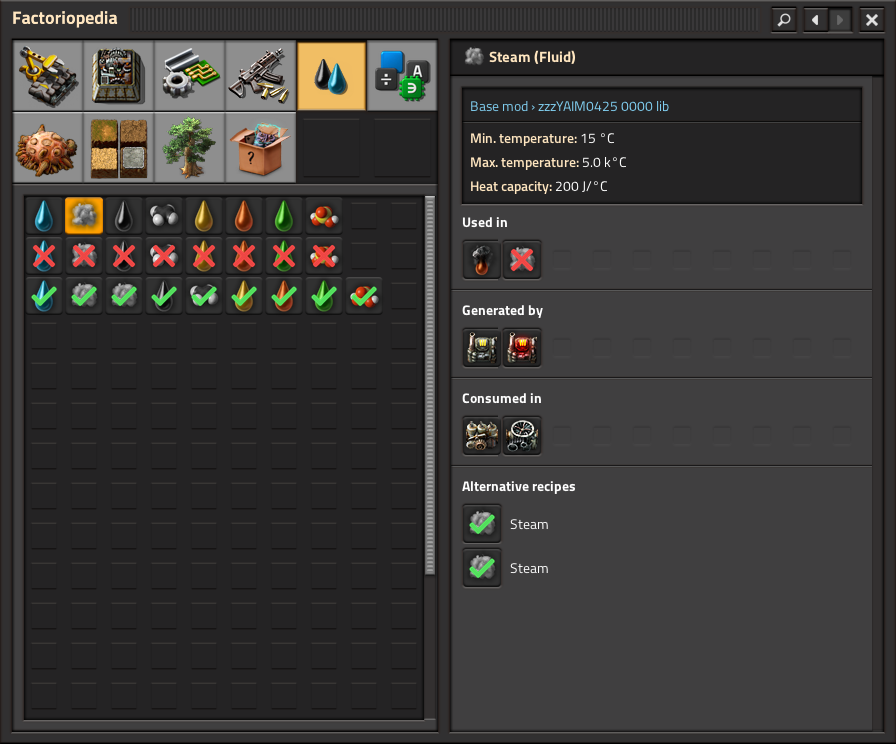 Factoriopedia
Steam (Fluid)
Base mod › zzzYAIM0425 0000 lib
Min. temperature: 15 °C
Max. temperature: 5.0 k°C
Heat capacity: 200 J/°C
Used in
Generated by
Consumed in
Alternative recipes
Steam
Steam